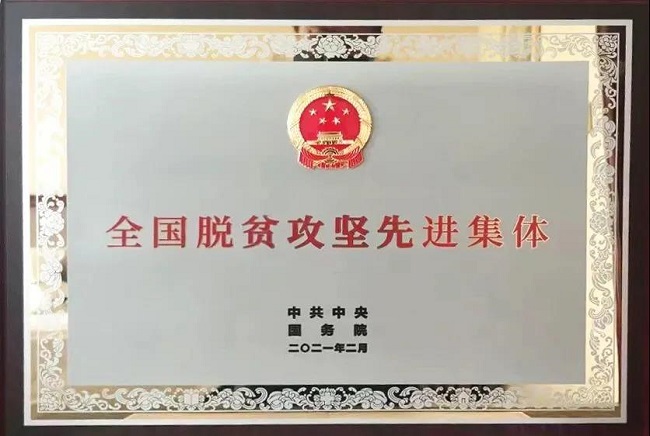 全国脱贫攻坚先进集体
中共中央
国务院
二〇二一年二月